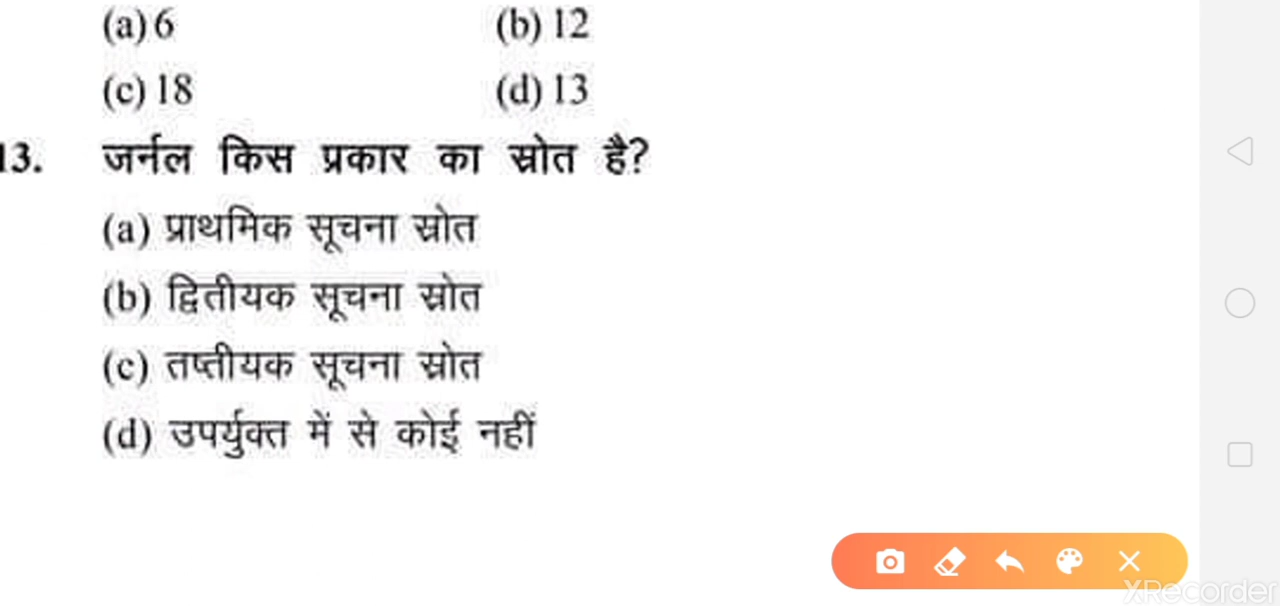 (a) 6 (b) 12
(c) 18 (d) 13
13. जर्नल किस प्रकार का स्रोत है?
(a) प्राथमिक सूचना स्रोत
(b) द्वितीयक सूचना स्रोत
(c) तष्तीयक सूचना स्रोत
(d) उपर्युक्त में से कोई नहीं
XRecorder